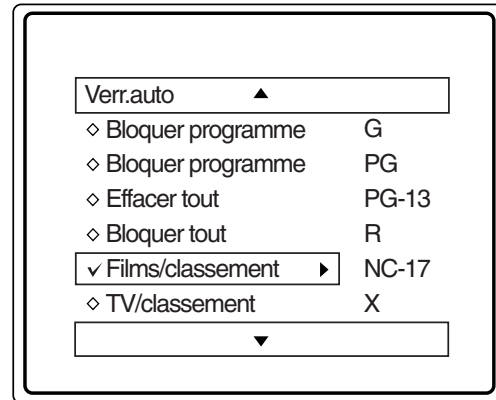 Verr.auto
Bloquer programme G
Bloquer programme PG
Effacer tout PG-13
Bloquer tout R
Films/classement NC-17
TV/classement X